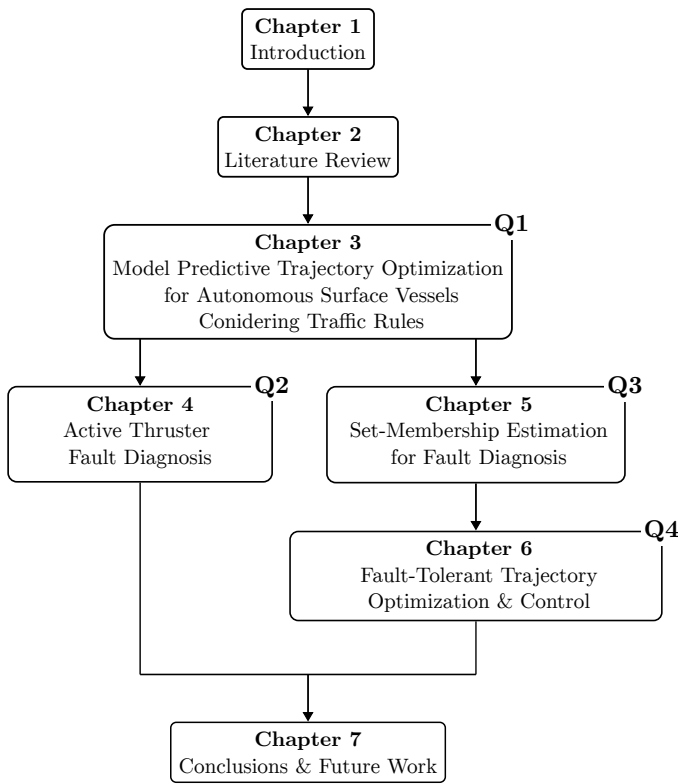 Chapter 1
Introduction
Chapter 2
Literature Review
Q1
Chapter 3
Model Predictive Trajectory Optimization
for Autonomous Surface Vessels
Conidering Traffic Rules
Q2
Chapter 4
Active Thruster
Fault Diagnosis
Q3
Chapter 5
Set-Membership Estimation
for Fault Diagnosis
Q4
Chapter 6
Fault-Tolerant Trajectory
Optimization & Control
Chapter 7
Conclusions & Future Work